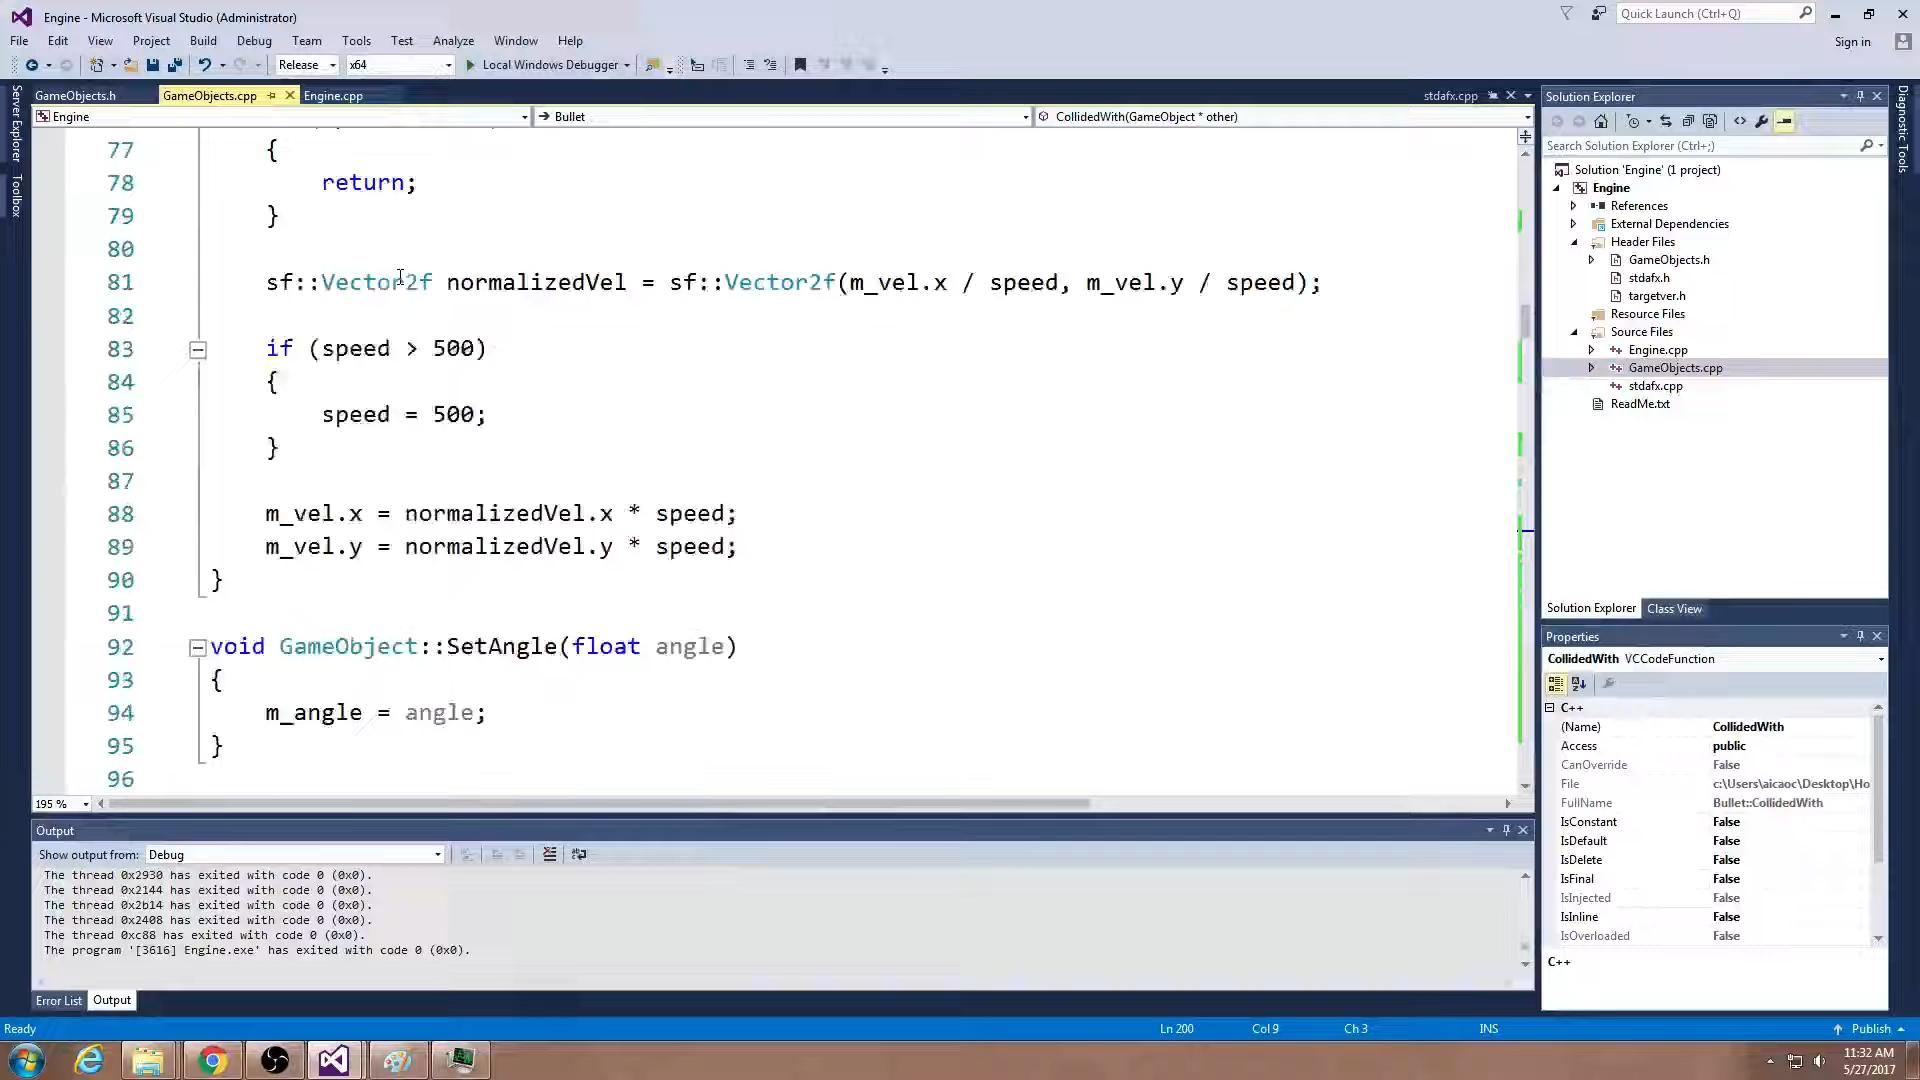 Engine - Microsoft Visual Studio (Administrator)
Quick Launch (Ctrl+Q)
File Edit View Project Build Debug Team Tools Test Analyze Window Help
Sign in
Release x64 Local Windows Debugger
Server Explorer
Toolbox
GameObjects.h GameObjects.cpp Engine.cpp stdafx.cpp
Engine Bullet CollidedWith(GameObject * other)
77 {
78 return;
79 }
80
81 sf::Vector2f normalizedVel = sf::Vector2f(m_vel.x / speed, m_vel.y / speed);
82
83 if (speed > 500)
84 {
85 speed = 500;
86 }
87
88 m_vel.x = normalizedVel.x * speed;
89 m_vel.y = normalizedVel.y * speed;
90 }
91
92 void GameObject::SetAngle(float angle)
93 {
94 m_angle = angle;
95 }
96
195 %
Output
Show output from: Debug
The thread 0x2930 has exited with code 0 (0x0).
The thread 0x2144 has exited with code 0 (0x0).
The thread 0x2b14 has exited with code 0 (0x0).
The thread 0x2408 has exited with code 0 (0x0).
The thread 0xc88 has exited with code 0 (0x0).
The program '[3616] Engine.exe' has exited with code 0 (0x0).
Error List Output
Solution Explorer
Search Solution Explorer (Ctrl+;)
Solution 'Engine' (1 project)
Engine
References
External Dependencies
Header Files
GameObjects.h
stdafx.h
targetver.h
Resource Files
Source Files
Engine.cpp
GameObjects.cpp
stdafx.cpp
ReadMe.txt
Solution Explorer Class View
Properties
CollidedWith VCCodeFunction
C++
(Name) CollidedWith
Access public
CanOverride False
File c:\Users\aicaoc\Desktop\Ho
FullName Bullet::CollidedWith
IsConstant False
IsDefault False
IsDelete False
IsFinal False
IsInjected False
IsInline False
IsOverloaded False
C++
Diagnostic Tools
Ready Ln 200 Col 9 Ch 3 INS Publish
11:32 AM
5/27/2017